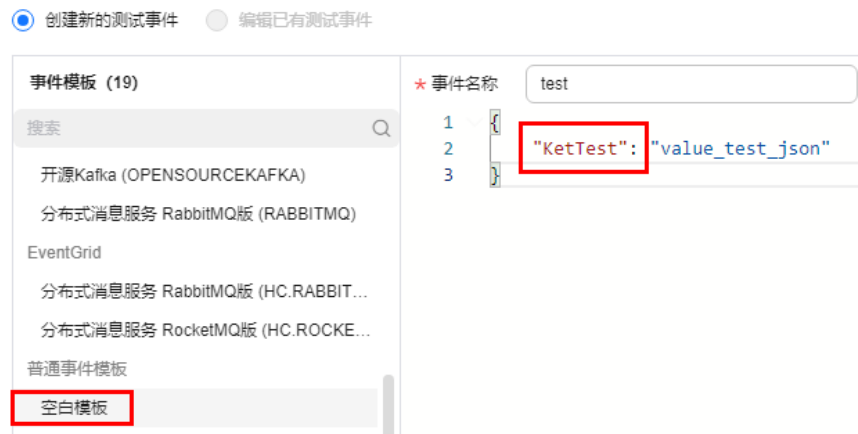 创建新的测试事件 编辑已有测试事件
事件模板 (19)
搜索
开源Kafka (OPENSOURCEKAFKA)
分布式消息服务 RabbitMQ版 (RABBITMQ)
EventGrid
分布式消息服务 RabbitMQ版 (HC.RABBIT...
分布式消息服务 RocketMQ版 (HC.ROCKE...
普通事件模板
空白模板
* 事件名称 test
1 {
2 "KetTest": "value_test_json"
3 }